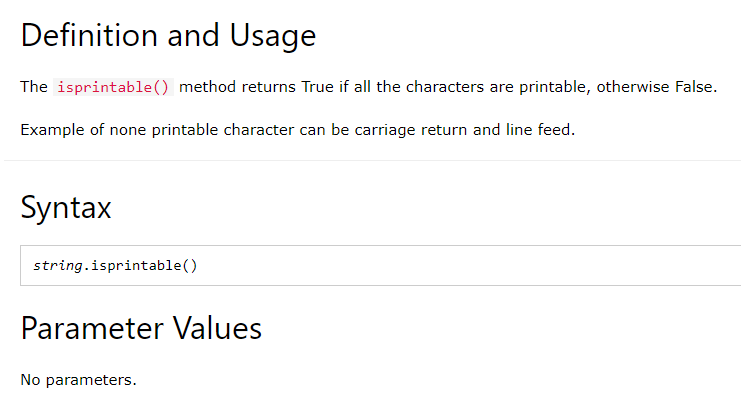 Definition and Usage
The isprintable() method returns True if all the characters are printable, otherwise False.
Example of none printable character can be carriage return and line feed.
Syntax
string.isprintable()
Parameter Values
No parameters.